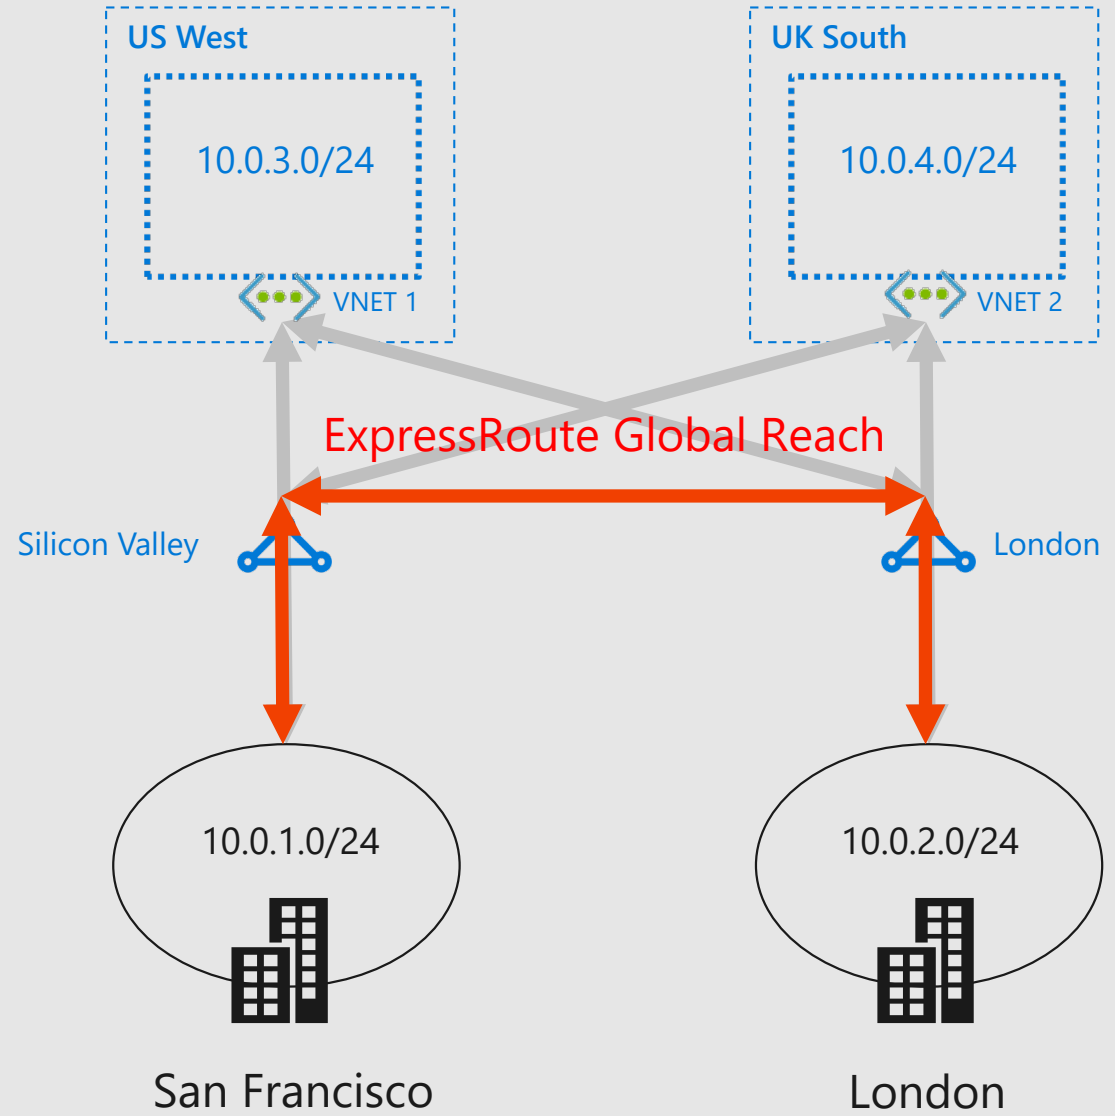 US West
UK South
10.0.3.0/24
10.0.4.0/24
VNET 1
VNET 2
ExpressRoute Global Reach
Silicon Valley
London
10.0.1.0/24
10.0.2.0/24
San Francisco
London